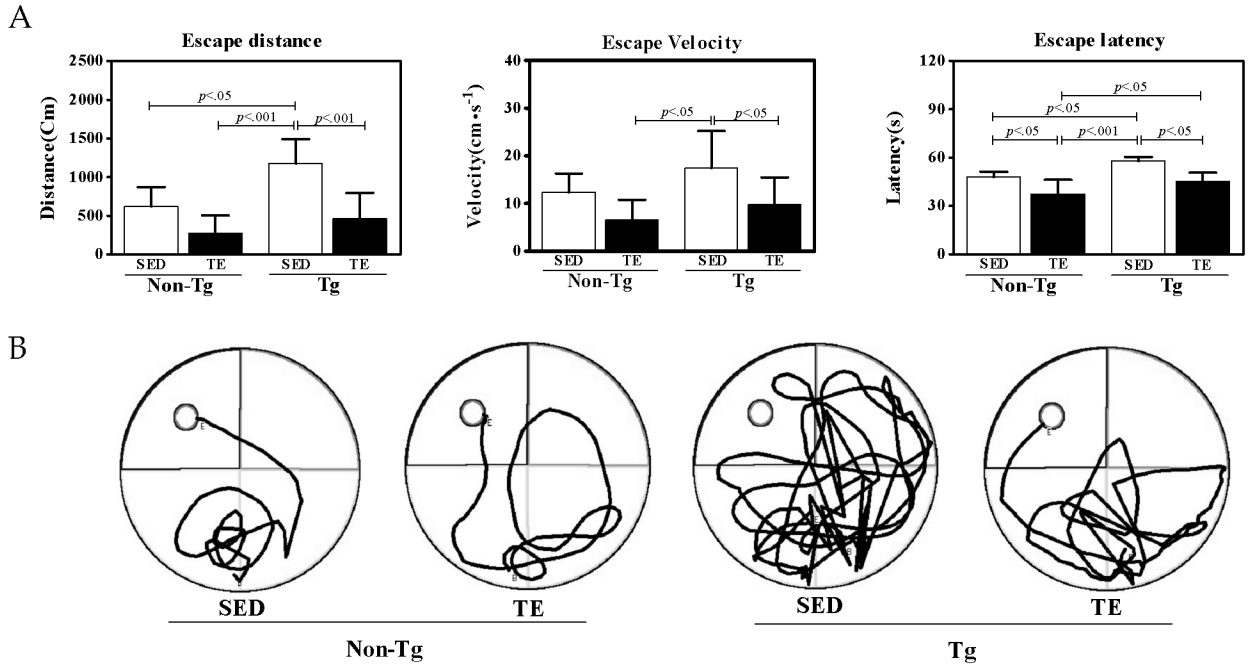 A
Escape distance
2500
2000
1500
1000
500
0
Distance(Cm)
p<.05
p<.001
p<.001
SED
TE
SED
TE
Non-Tg
Tg
Escape Velocity
40
30
20
10
0
Velocity(cm•s⁻¹)
p<.05
p<.05
SED
TE
SED
TE
Non-Tg
Tg
Escape latency
120
90
60
30
0
Latency(s)
p<.05
p<.05
p<.05
p<.001
p<.05
SED
TE
SED
TE
Non-Tg
Tg
B
E
E
B
E
B
E
SED
TE
SED
TE
Non-Tg
Tg